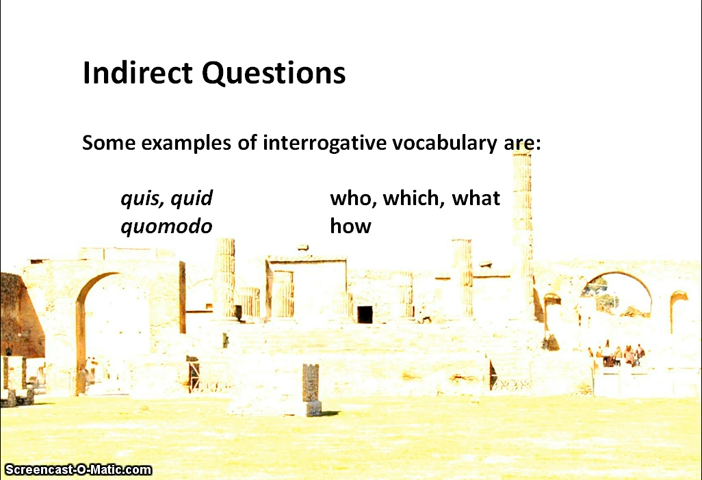 Indirect Questions
Some examples of interrogative vocabulary are:
quis, quid who, which, what
quomodo how
Screencast-O-Matic.com